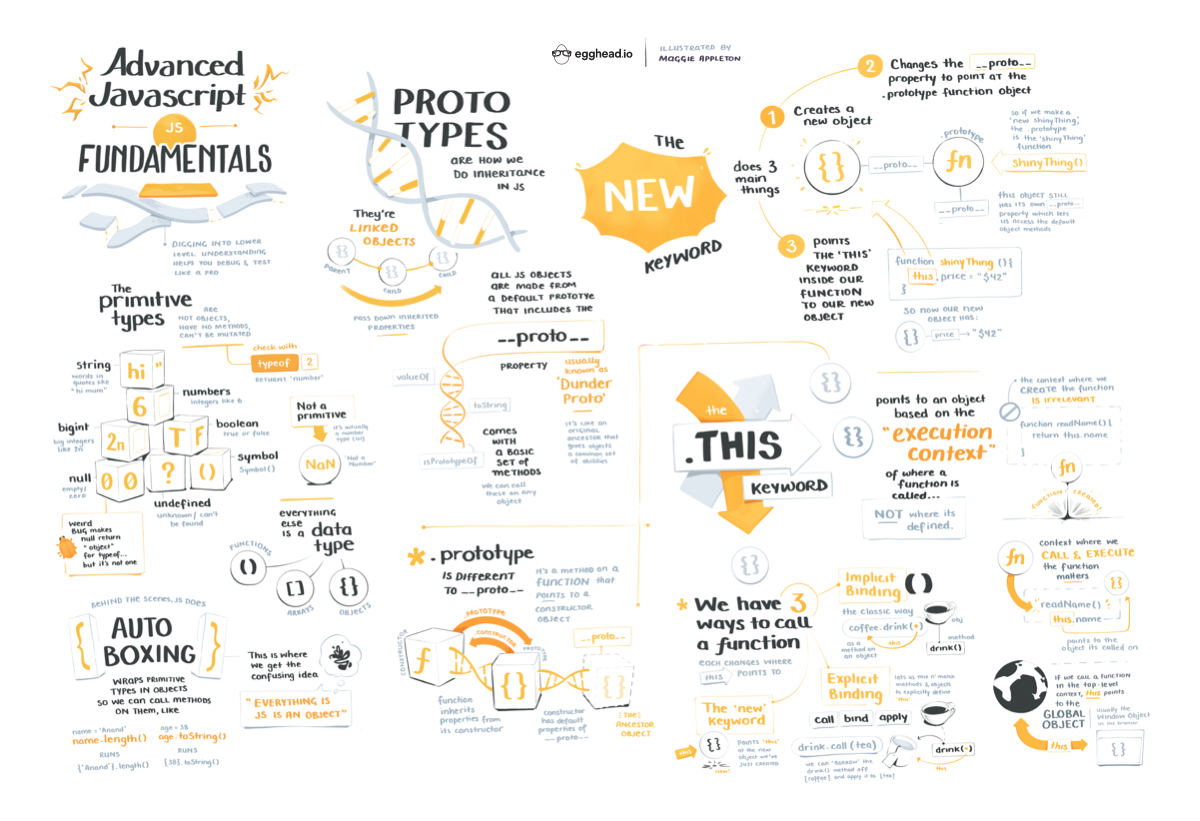 egghead.io
ILLUSTRATED BY
MAGGIE APPLETON
Advanced
Javascript
JS
FUNDAMENTALS
DIGGING INTO LOWER
LEVEL UNDERSTANDING
HELPS YOU DEBUG & TEST
LIKE A PRO
The
primitive
types
ARE
NOT OBJECTS,
HAVE NO METHODS,
CAN'T BE MUTATED
check with
typeof 2
RETURNS 'number'
string
words in
quotes like
"hi mum"
hi "
numbers
integers like 6
6
bigint
big integers
like 2n
2n
T F
boolean
true or false
null
empty/
zero
0 0
?
()
symbol
Symbol()
undefined
unknown/can't
be found
Not a
primitive
it's actually
a number
type (lol)
NaN
'Not a
Number'
weird
BUG makes
null return
"object"
for typeof...
but it's not one
everything
else
is a data
type
FUNCTIONS
()
[]
ARRAYS
{}
OBJECTS
BEHIND THE SCENES, JS DOES
{ AUTO
BOXING }
WRAPS PRIMITIVE
TYPES IN OBJECTS
SO WE CAN CALL METHODS
ON THEM, LIKE
name = 'Anand'
name.length()
RUNS
{'Anand'}.length()
age = 38
age.toString()
RUNS
{38}.toString()
This is where
we get the
confusing idea
"EVERYTHING IS
JS IS AN OBJECT"
PROTO
TYPES
ARE HOW WE
DO INHERITANCE
IN JS
They're
LINKED
OBJECTS
{}
PARENT
{}
CHILD
{}
CHILD
PASS DOWN INHERITED
PROPERTIES
ALL JS OBJECTS
ARE MADE FROM
A DEFAULT PROTOTYE
THAT INCLUDES THE
__proto__
PROPERTY
usually
known as
'Dunder
Proto'
it's like an
original
ancestor that
gives objects
a common set
of abilities
valueOf
toString
isPrototypeOf
COMES
WITH
A BASIC
SET OF
METHODS
we can call
these on any
object
* .prototype
IS DIFFERENT
TO __proto__
IT'S A METHOD ON A
FUNCTION THAT
POINTS TO A
CONSTRUCTOR
OBJECT
.PROTOTYPE
.CONSTRUCTOR
CONSTRUCTOR
f
PROTO
TYPE
{}
__proto__
{}
function
inherits
properties from
its constructor
constructor
has default
properties of
__proto__
{THE}
ANCESTOR
OBJECT
THE
NEW
KEYWORD
does 3
main
things
1
Creates a
new object
{}
2
Changes the __proto__
property to POINT AT the
.prototype function object
__proto__
.prototype
fn
__proto__
so if we make a
'new shinyThing',
the .prototype
is the 'shinyThing'
function
shinyThing()
this object STILL
has its own __proto__
property which lets
us access the default
object methods
3
POINTS
THE 'THIS'
KEYWORD
INSIDE OUR
FUNCTION
TO OUR NEW
OBJECT
function shinyThing () {
this.price = "$42"
}
SO NOW OUR NEW
OBJECT HAS:
{} price → "$42"
the
.THIS
KEYWORD
{}
{}
points to an object
based on the
"execution
context"
of where a
function is
called...
NOT where its
defined.
the context where we
CREATE the function
IS IRRELEVANT
function readName() {
return this.name
}
fn
FUNCTION CREATED!
fn
context where we
CALL & EXECUTE
the function
matters
{}
"readName()"
this.name
points to the
object its called on
IF WE CALL A FUNCTION
IN THE TOP-LEVEL
CONTEXT, this POINTS
TO THE
GLOBAL
OBJECT
usually the
Window Object
in the browser
this
{}
{}
* We have 3
ways to call
a function
EACH CHANGES WHERE
this POINTS TO
Implicit
Binding ()
the classic way
coffee.drink(•)
this
as a
method on
an object
obj
method
drink()
Explicit
Binding
lets us mix n' match
methods & objects
to explicitly define
'this'
call bind apply
drink.call(tea)
we can 'borrow' the
drink() method off
{coffee} and apply it to {tea}
drink(•)
this
The 'new'
Keyword
{}
new!
POINTS 'this'
at the new
object we've
just created